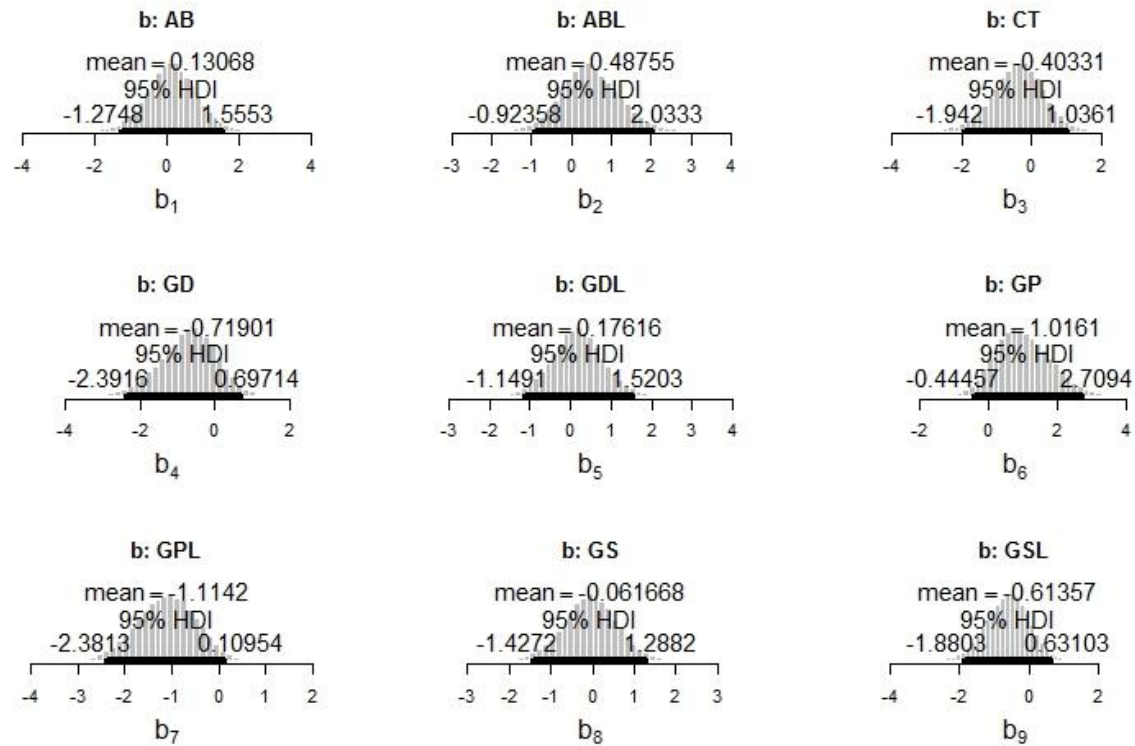 b: AB
mean = 0.13068
95% HDI
-1.2748 1.5553
-4 -2 0 2 4
b1
b: ABL
mean = 0.48755
95% HDI
-0.92358 2.0333
-3 -2 -1 0 1 2 3 4
b2
b: CT
mean = -0.40331
95% HDI
-1.942 1.0361
-4 -2 0 2
b3
b: GD
mean = -0.71901
95% HDI
-2.3916 0.69714
-4 -2 0 2
b4
b: GDL
mean = 0.17616
95% HDI
-1.1491 1.5203
-3 -2 -1 0 1 2 3 4
b5
b: GP
mean = 1.0161
95% HDI
-0.44457 2.7094
-2 0 2 4
b6
b: GPL
mean = -1.1142
95% HDI
-2.3813 0.10954
-4 -3 -2 -1 0 1 2
b7
b: GS
mean = -0.061668
95% HDI
-1.4272 1.2882
-3 -2 -1 0 1 2 3
b8
b: GSL
mean = -0.61357
95% HDI
-1.8803 0.63103
-4 -2 0 2
b9